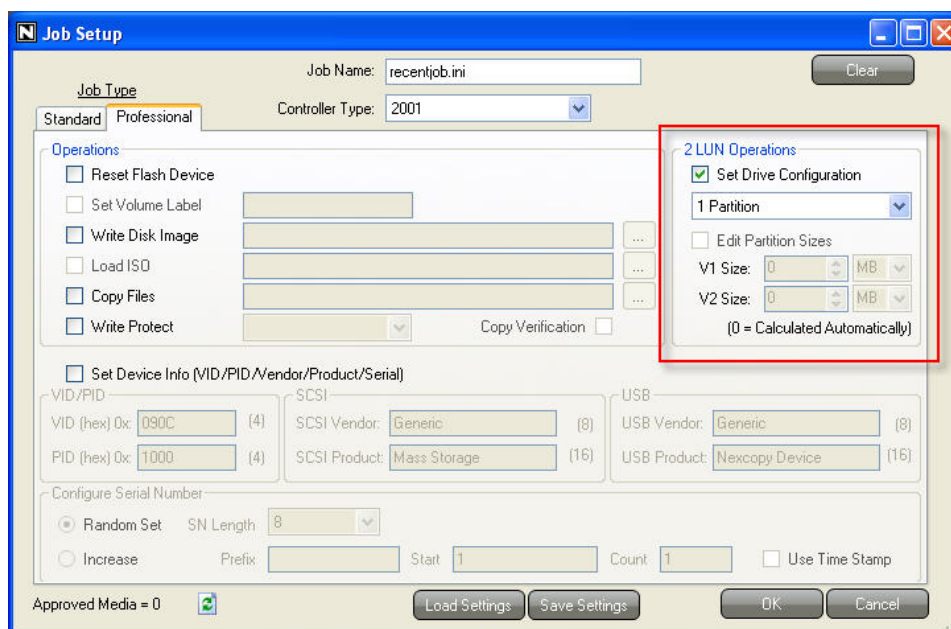 N Job Setup
Job Name: recentjob.ini
Clear
Job Type
Controller Type: 2001
Standard Professional
Operations
Reset Flash Device
Set Volume Label
Write Disk Image ...
Load ISO ...
Copy Files ...
Write Protect Copy Verification
2 LUN Operations
Set Drive Configuration
1 Partition
Edit Partition Sizes
V1 Size: 0 MB
V2 Size: 0 MB
(0 = Calculated Automatically)
Set Device Info (VID/PID/Vendor/Product/Serial)
VID/PID
VID (hex) 0x: 090C (4)
PID (hex) 0x: 1000 (4)
SCSI
SCSI Vendor: Generic (8)
SCSI Product: Mass Storage (16)
USB
USB Vendor: Generic (8)
USB Product: Nexcopy Device (16)
Configure Serial Number
Random Set SN Length 8
Increase Prefix Start 1 Count 1 Use Time Stamp
Approved Media = 0 Load Settings Save Settings OK Cancel